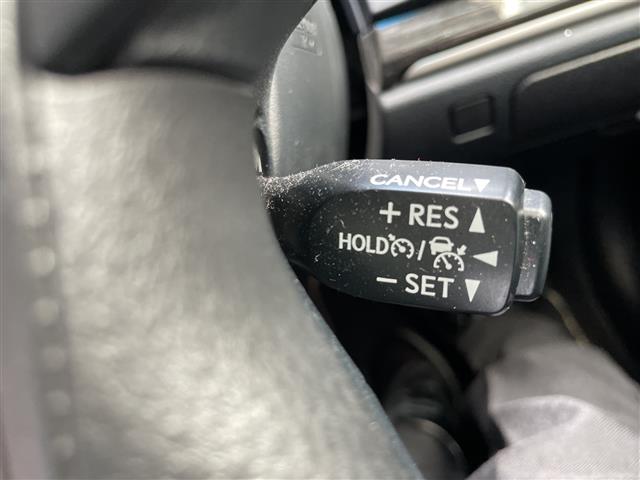 CANCEL▼
+ RES ▲
HOLD / ◀
− SET ▼